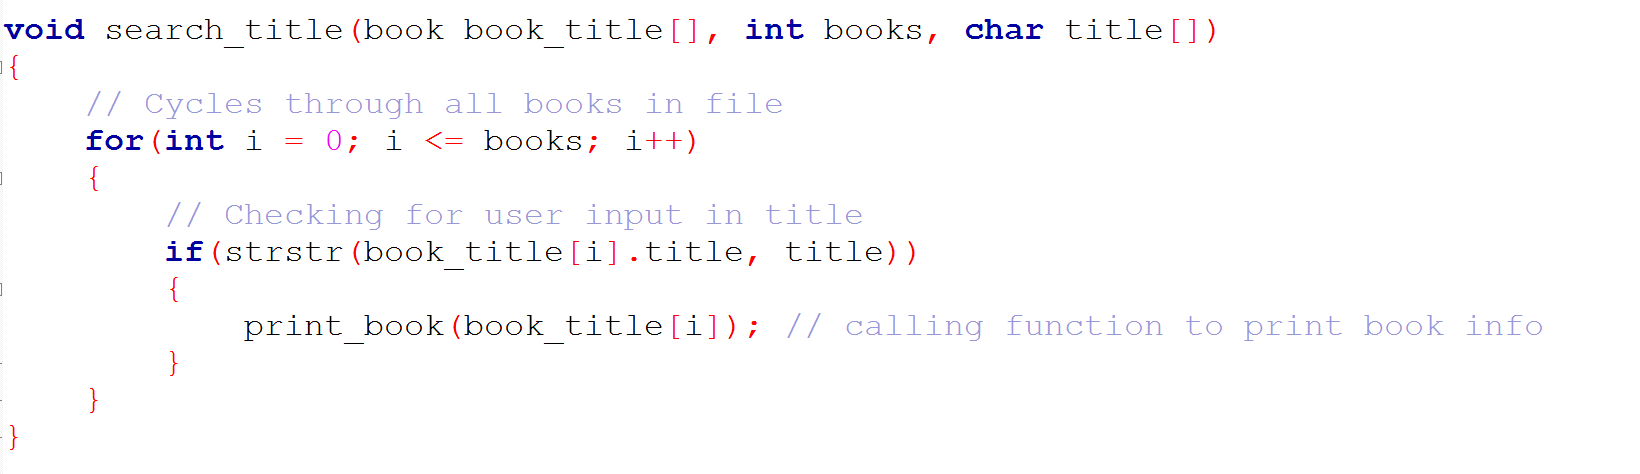 void search_title(book book_title[], int books, char title[])
{
    // Cycles through all books in file
    for(int i = 0; i <= books; i++)
    {
        // Checking for user input in title
        if(strstr(book_title[i].title, title))
        {
            print_book(book_title[i]); // calling function to print book info
        }
    }
}